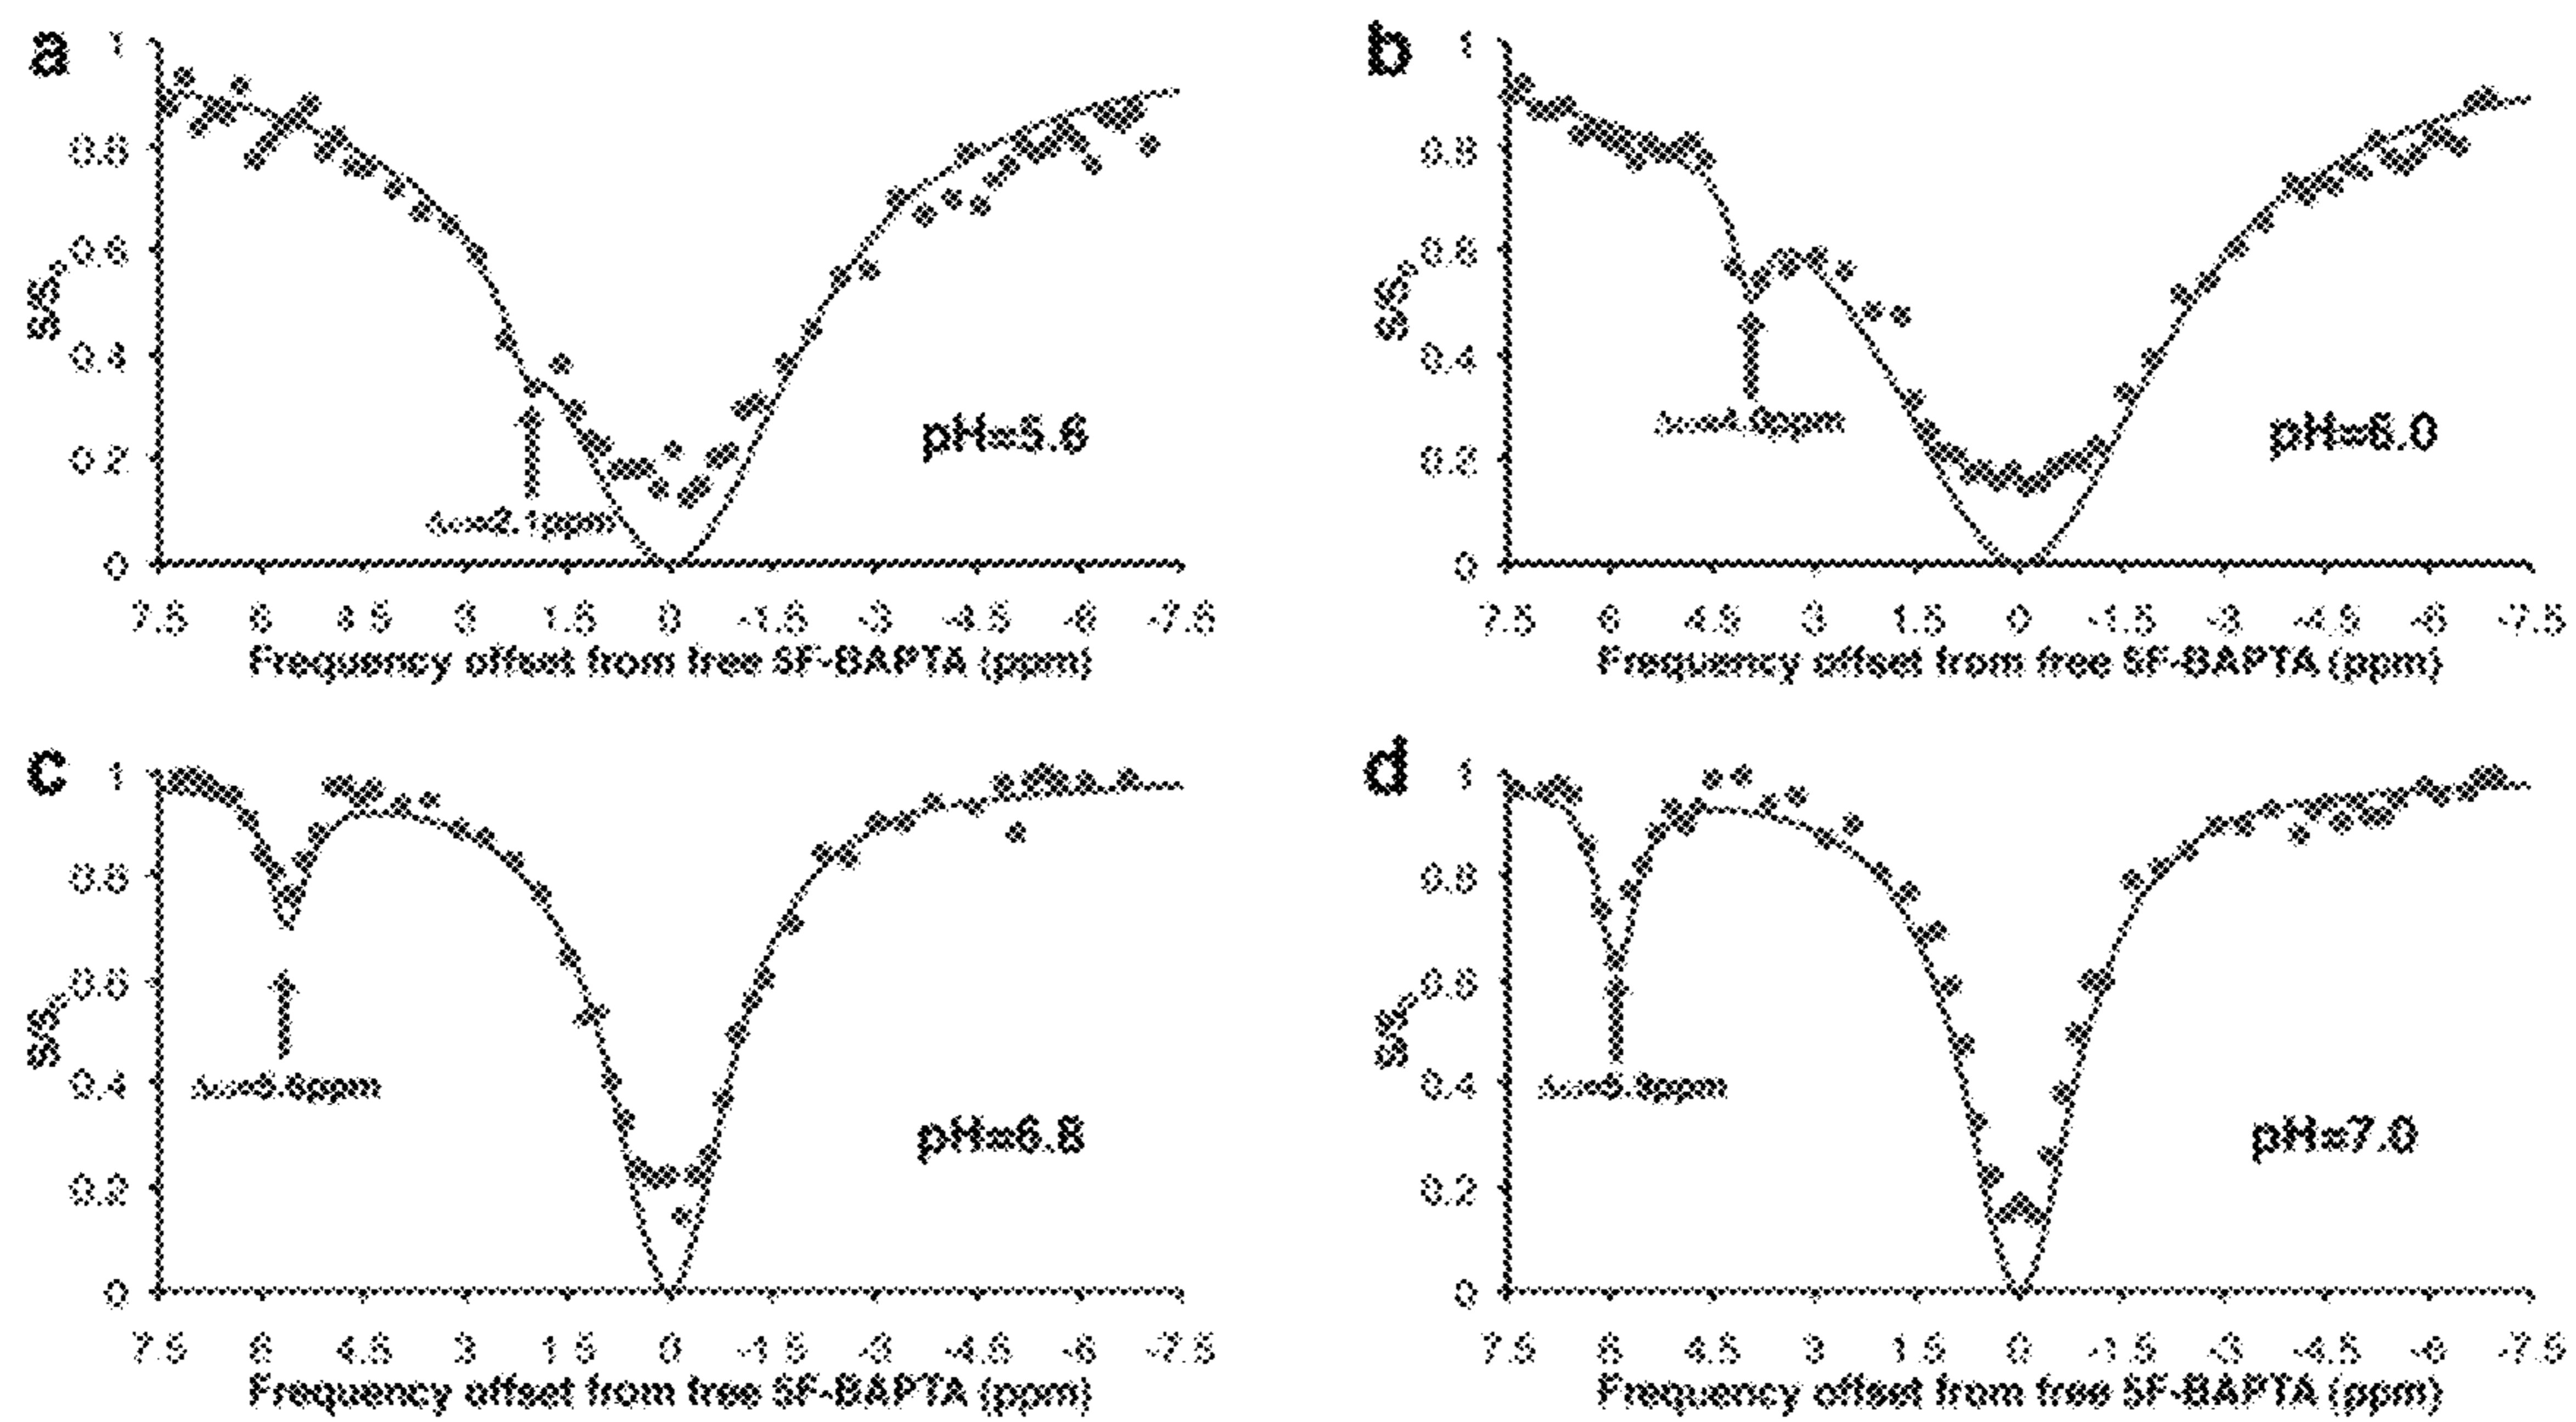 a
1
0.8
0.6
0.4
0.2
0
S/S₀
Δω=2.1ppm
pH=5.6
7.5 6 4.5 3 1.5 0 -1.5 -3 -4.5 -6 -7.5
Frequency offset from free 5F-BAPTA (ppm)
b
1
0.8
0.6
0.4
0.2
0
S/S₀
pH=6.0
7.5 6 4.5 3 1.5 0 -1.5 -3 -4.5 -6 -7.5
Frequency offset from free 5F-BAPTA (ppm)
c
1
0.8
0.6
0.4
0.2
0
S/S₀
pH=6.8
7.5 6 4.5 3 1.5 0 -1.5 -3 -4.5 -6 -7.5
Frequency offset from free 5F-BAPTA (ppm)
d
1
0.8
0.6
0.4
0.2
0
S/S₀
pH=7.0
7.5 6 4.5 3 1.5 0 -1.5 -3 -4.5 -6 -7.5
Frequency offset from free 5F-BAPTA (ppm)